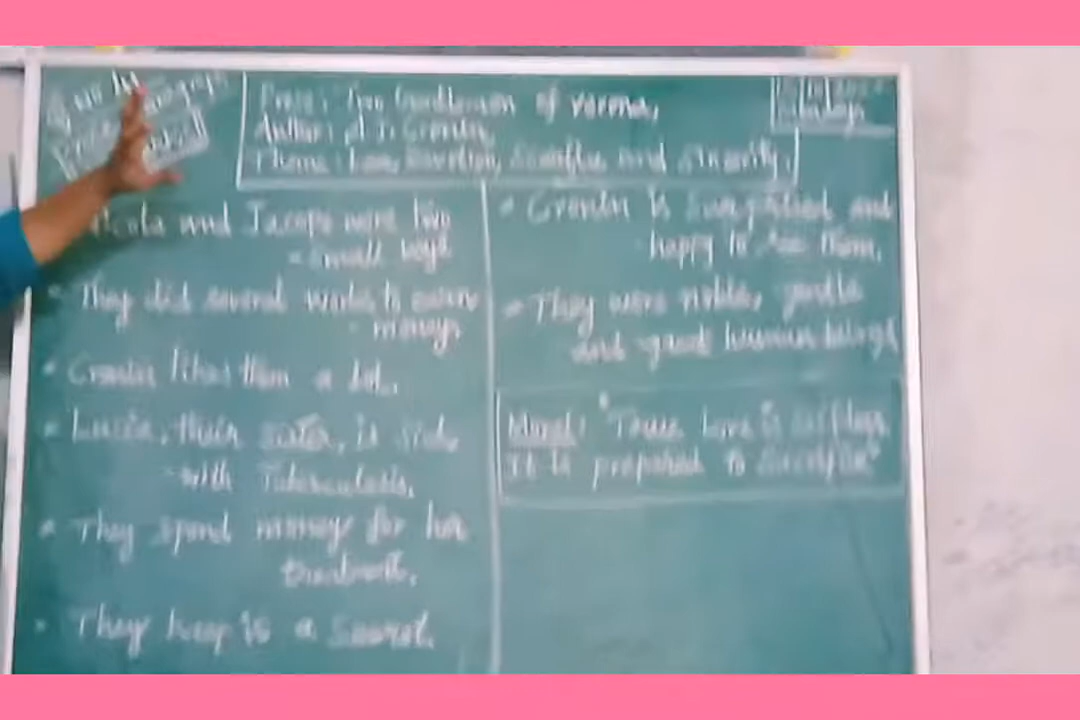 Prose: Two Gentlemen of Verona,
Author: A.J. Cronin,
Theme: Love, Devotion, Sacrifice and Sincerity.
Nicola and Jacopo were two
- small boys
They did several works to earn
- money.
Cronin likes them a lot.
Lucia, their sister, is sick,
- with Tuberculosis.
They spend money for her
treatment.
They keep is a Secret.
Cronin is Surprised and
happy to see them.
They were noble, gentle
and great human beings
Moral: "True Love is selfless
It is prepared to Sacrifice"